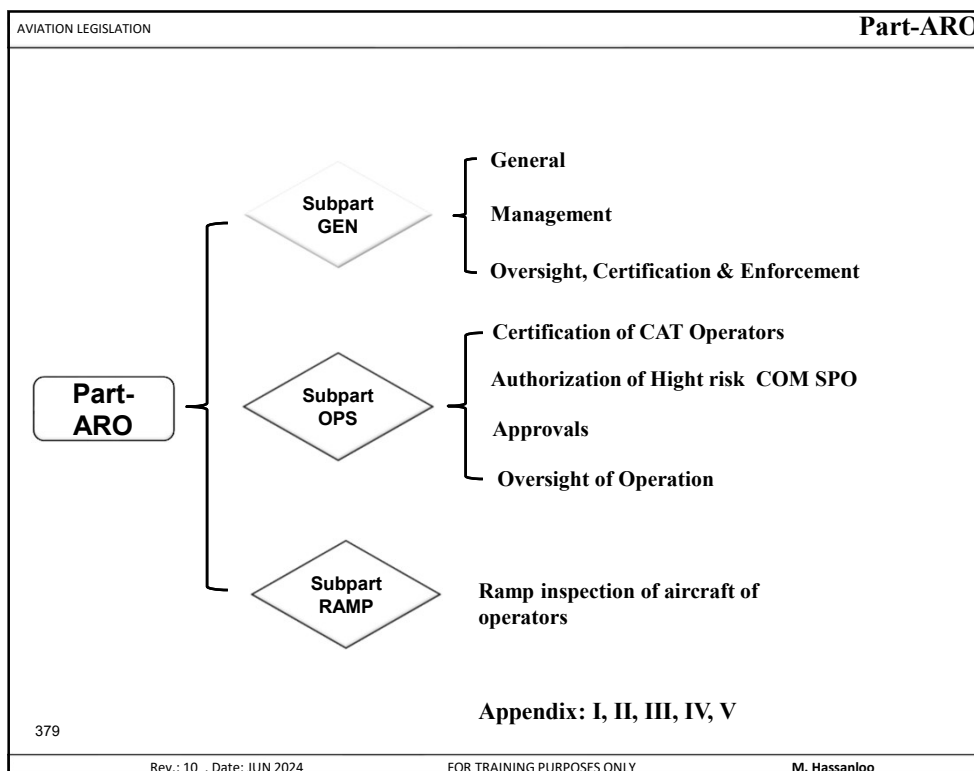 AVIATION LEGISLATION
Part-ARO
General
Subpart
GEN
Management
Oversight, Certification & Enforcement
Certification of CAT Operators
Authorization of Hight risk COM SPO
Part-
ARO
Subpart
OPS
Approvals
Oversight of Operation
Subpart
RAMP
Ramp inspection of aircraft of
operators
Appendix: I, II, III, IV, V
379
Rev.: 10 , Date: JUN 2024
FOR TRAINING PURPOSES ONLY
M. Hassanloo